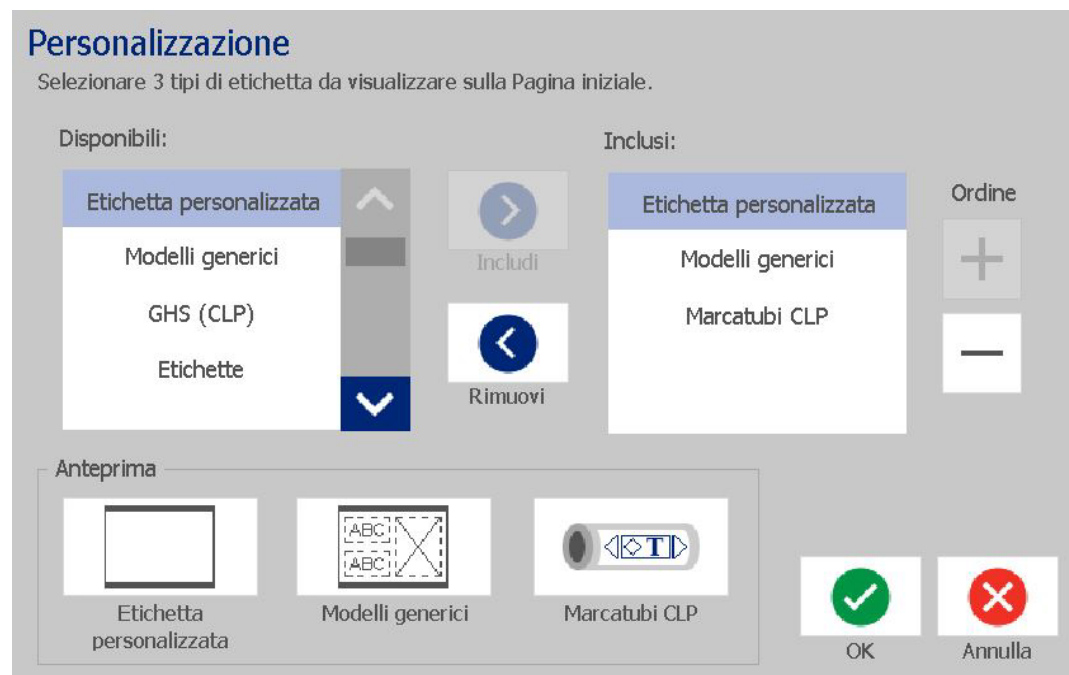 Personalizzazione
Selezionare 3 tipi di etichetta da visualizzare sulla Pagina iniziale.
Disponibili:
Etichetta personalizzata
Modelli generici
GHS (CLP)
Etichette
Includi
Rimuovi
Inclusi:
Etichetta personalizzata
Modelli generici
Marcatubi CLP
Ordine
Anteprima
Etichetta
personalizzata
ABC
ABC
Modelli generici
T
Marcatubi CLP
OK
Annulla